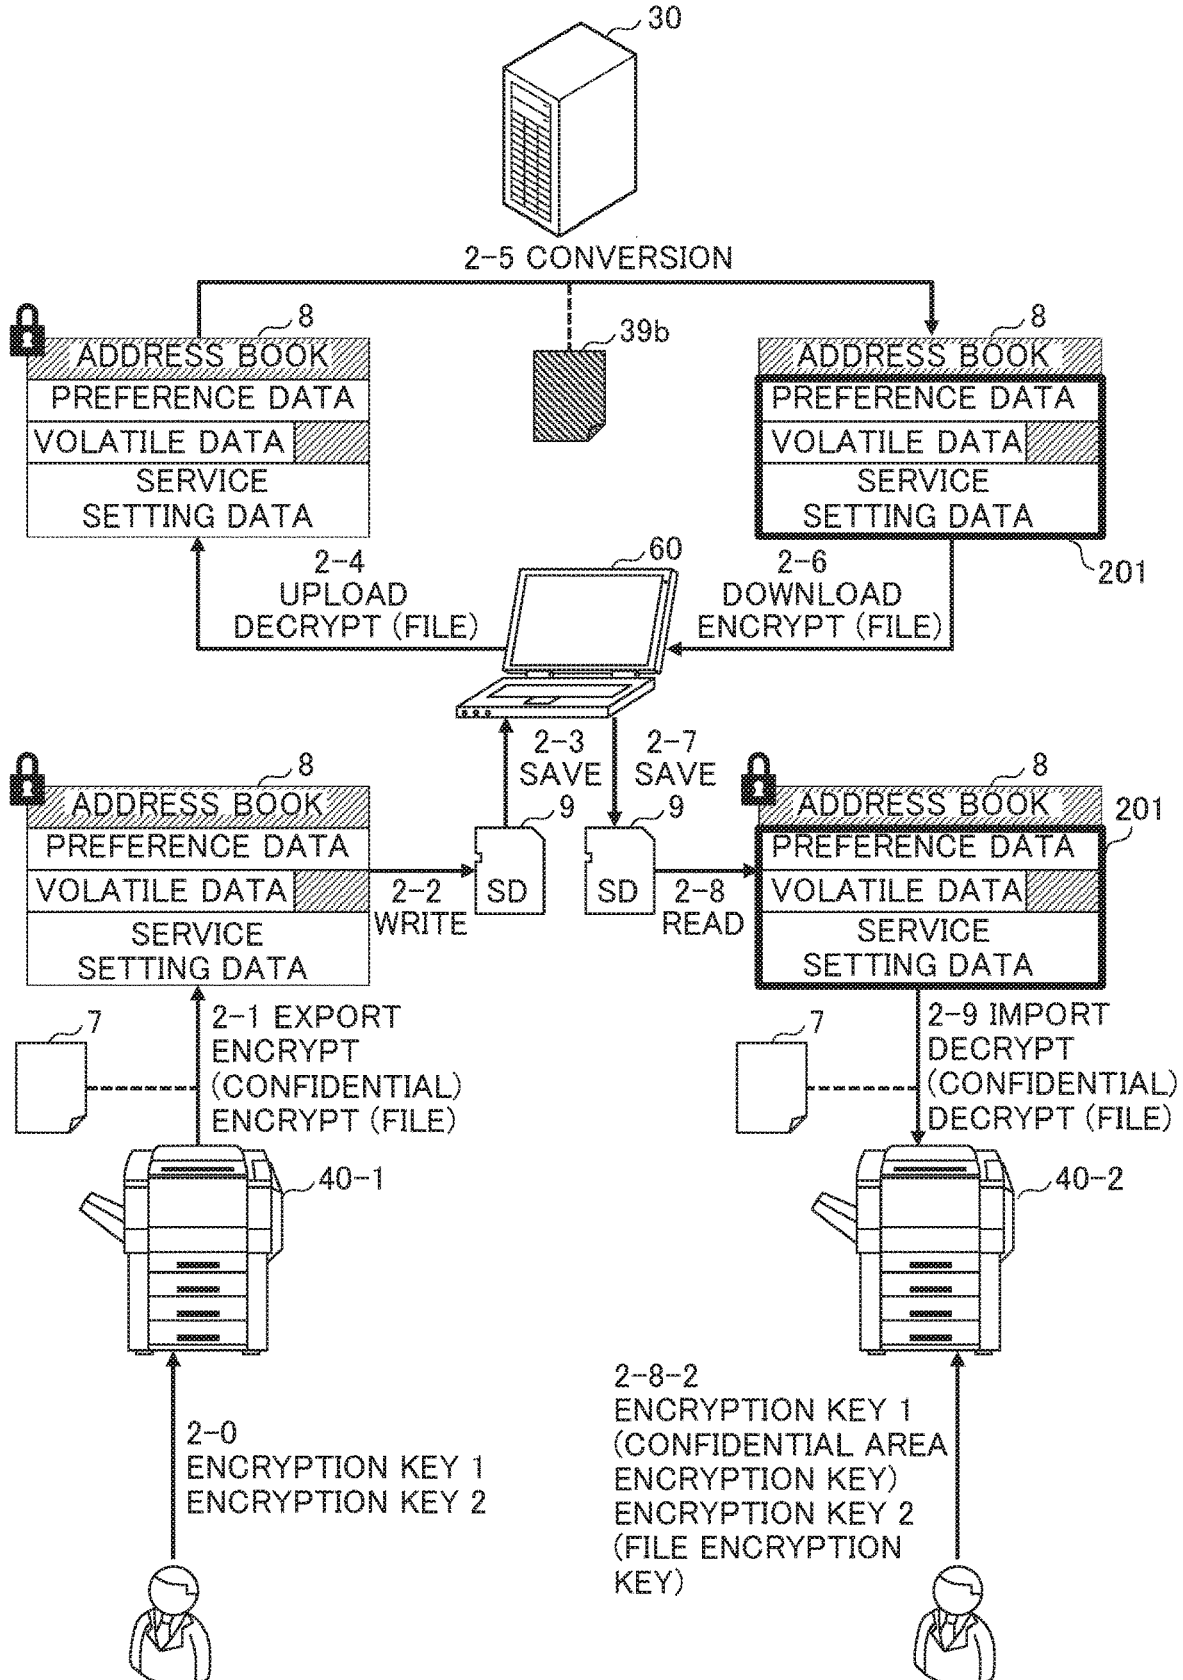 30
2-5 CONVERSION
8
ADDRESS BOOK
PREFERENCE DATA
VOLATILE DATA
SERVICE
SETTING DATA
39b
8
ADDRESS BOOK
PREFERENCE DATA
VOLATILE DATA
SERVICE
SETTING DATA
201
2-4
UPLOAD
DECRYPT (FILE)
60
2-6
DOWNLOAD
ENCRYPT (FILE)
2-3
SAVE
2-7
SAVE
8
ADDRESS BOOK
PREFERENCE DATA
VOLATILE DATA
SERVICE
SETTING DATA
2-2
WRITE
9
SD
9
SD
2-8
READ
8
ADDRESS BOOK
201
PREFERENCE DATA
VOLATILE DATA
SERVICE
SETTING DATA
7
2-1 EXPORT
ENCRYPT
(CONFIDENTIAL)
ENCRYPT (FILE)
7
2-9 IMPORT
DECRYPT
(CONFIDENTIAL)
DECRYPT (FILE)
40-1
40-2
2-0
ENCRYPTION KEY 1
ENCRYPTION KEY 2
2-8-2
ENCRYPTION KEY 1
(CONFIDENTIAL AREA
ENCRYPTION KEY)
ENCRYPTION KEY 2
(FILE ENCRYPTION
KEY)